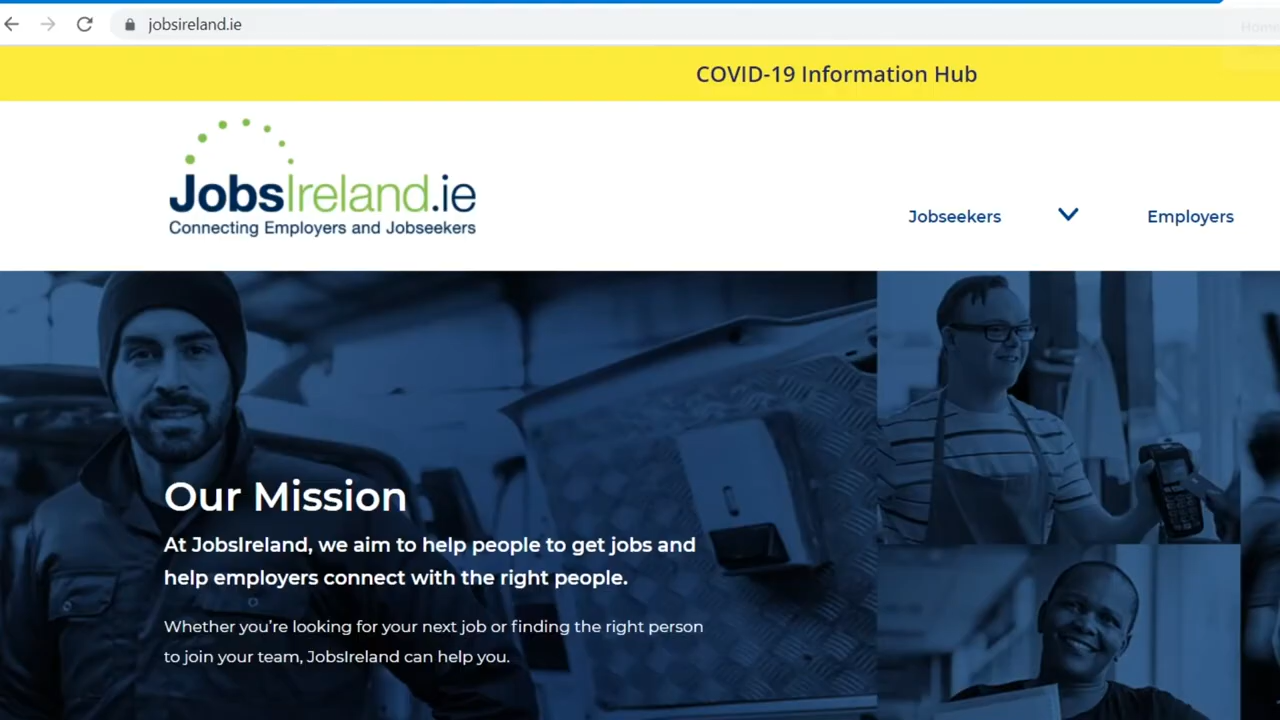 jobsireland.ie
Home
COVID-19 Information Hub
JobsIreland.ie
Connecting Employers and Jobseekers
Jobseekers
Employers
Our Mission
At JobsIreland, we aim to help people to get jobs and
help employers connect with the right people.
Whether you're looking for your next job or finding the right person
to join your team, JobsIreland can help you.